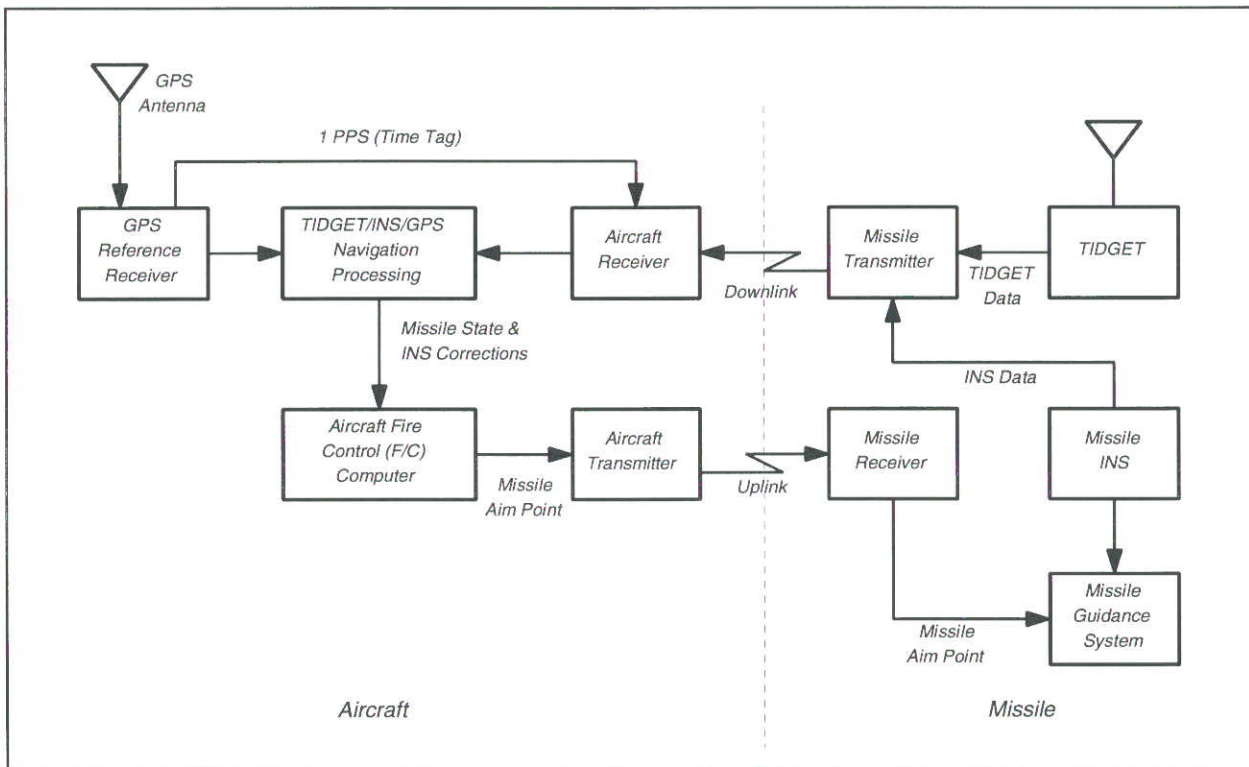 GPS
Antenna
1 PPS (Time Tag)
GPS
Reference
Receiver
TIDGET/INS/GPS
Navigation
Processing
Aircraft
Receiver
Downlink
Missile
Transmitter
TIDGET
Data
TIDGET
Missile State &
INS Corrections
INS Data
Aircraft Fire
Control (F/C)
Computer
Missile
Aim Point
Aircraft
Transmitter
Uplink
Missile
Receiver
Missile
INS
Missile
Aim Point
Missile
Guidance
System
Aircraft
Missile